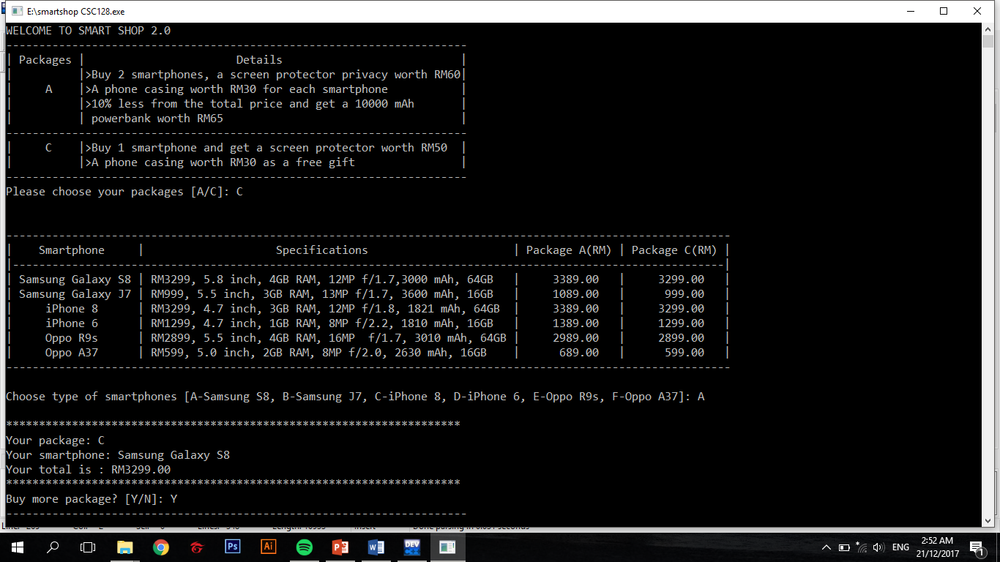 E:\smartshop CSC128.exe
WELCOME TO SMART SHOP 2.0
----------------------------------------------------------------------
| Packages |                       Details                           |
|          |>Buy 2 smartphones, a screen protector privacy worth RM60|
|     A    |>A phone casing worth RM30 for each smartphone           |
|          |>10% less from the total price and get a 10000 mAh       |
|          | powerbank worth RM65                                    |
----------------------------------------------------------------------
|     C    |>Buy 1 smartphone and get a screen protector worth RM50  |
|          |>A phone casing worth RM30 as a free gift                |
----------------------------------------------------------------------
Please choose your packages [A/C]: C
--------------------------------------------------------------------------------------------------------------
|    Smartphone     |                    Specifications                      | Package A(RM) | Package C(RM) |
|------------------------------------------------------------------------------------------------------------|
| Samsung Galaxy S8 | RM3299, 5.8 inch, 4GB RAM, 12MP f/1.7,3000 mAh, 64GB   |    3389.00    |    3299.00    |
| Samsung Galaxy J7 | RM999, 5.5 inch, 3GB RAM, 13MP f/1.7, 3600 mAh, 16GB   |    1089.00    |     999.00    |
|     iPhone 8      | RM3299, 4.7 inch, 3GB RAM, 12MP f/1.8, 1821 mAh, 64GB  |    3389.00    |    3299.00    |
|     iPhone 6      | RM1299, 4.7 inch, 1GB RAM, 8MP f/2.2, 1810 mAh, 16GB   |    1389.00    |    1299.00    |
|     Oppo R9s      | RM2899, 5.5 inch, 4GB RAM, 16MP  f/1.7, 3010 mAh, 64GB |    2989.00    |    2899.00    |
|     Oppo A37      | RM599, 5.0 inch, 2GB RAM, 8MP f/2.0, 2630 mAh, 16GB    |     689.00    |     599.00    |
--------------------------------------------------------------------------------------------------------------
Choose type of smartphones [A-Samsung S8, B-Samsung J7, C-iPhone 8, D-iPhone 6, E-Oppo R9s, F-Oppo A37]: A
*********************************************************************
Your package: C
Your smartphone: Samsung Galaxy S8
Your total is : RM3299.00
*********************************************************************
Buy more package? [Y/N]: Y
----------------------------------------------------------------------
Ps Ai DEV ENG 2:52 AM
21/12/2017 1